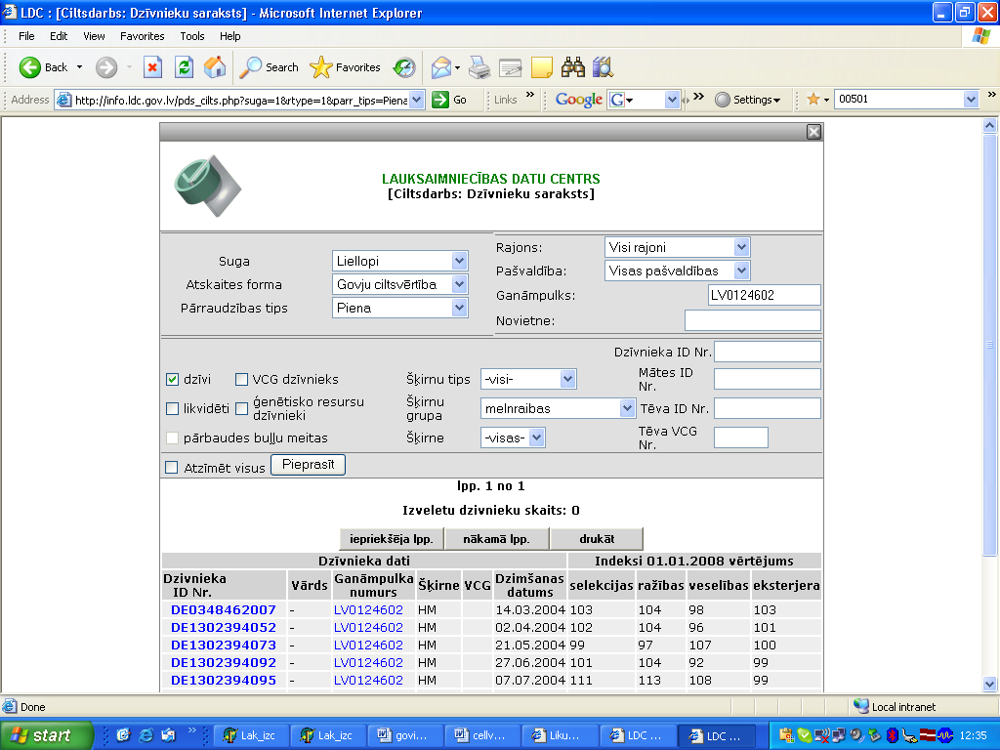 LDC : [Ciltsdarbs: Dzīvnieku saraksts] - Microsoft Internet Explorer
File Edit View Favorites Tools Help
Back Search Favorites
Address http://info.ldc.gov.lv/pds_cilts.php?suga=1&rtype=1&parr_tips=Piena Go Links » Google G » Settings 00501 »
LAUKSAIMNIECĪBAS DATU CENTRS
[Ciltsdarbs: Dzīvnieku saraksts]
Suga Liellopi
Atskaites forma Govju ciltsvērtība
Pārraudzības tips Piena
Rajons: Visi rajoni
Pašvaldība: Visas pašvaldības
Ganāmpulks: LV0124602
Novietne:
Dzīvnieka ID Nr.
dzīvi VCG dzīvnieks Šķirņu tips -visi- Mātes ID Nr.
likvidēti ģenētisko resursu dzīvnieki Šķirņu grupa melnraibas Tēva ID Nr.
pārbaudes buļļu meitas Šķirne -visas- Tēva VCG Nr.
Atzīmēt visus Pieprasīt
lpp. 1 no 1
Izveletu dzivnieku skaits: 0
iepriekšēja lpp. nākamā lpp. drukāt
Dzīvnieka dati Indeksi 01.01.2008 vērtējums
Dzīvnieka ID Nr. Vārds Ganāmpulka numurs Šķirne VCG Dzimšanas datums selekcijas ražības veselības eksterjera
DE0348462007 - LV0124602 HM 14.03.2004 103 104 98 103
DE1302394052 - LV0124602 HM 02.04.2004 102 104 96 101
DE1302394073 - LV0124602 HM 21.05.2004 99 97 107 100
DE1302394092 - LV0124602 HM 27.06.2004 101 104 92 99
DE1302394095 - LV0124602 HM 07.07.2004 111 113 108 99
Done Local intranet
start » Lak_izc Lak_izc govi... cellv... Liku... LDC ... LDC ... 12:35